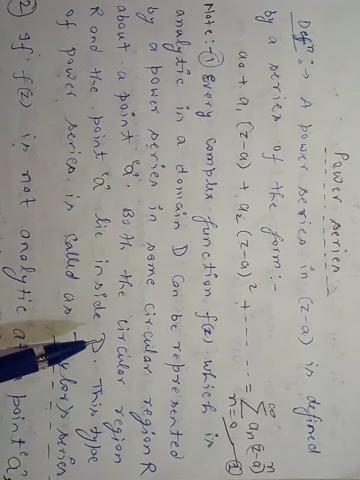 Power series
Defn :→ A power series in (z-a) is defined
by a series of the form:-
a₀ + a₁ (z-a) + a₂ (z-a)² + - - - - - - = ∞Σn=0 aₙ(z-a)ⁿ
Note:- ① Every complex function f(z) which is
analytic in a domain D can be represented
by a power series in some circular region R
about a point "a". Both the circular region
R and the point "a" lie inside D. This type
of power series is called as series
② If f(z) is not analytic a point "a",